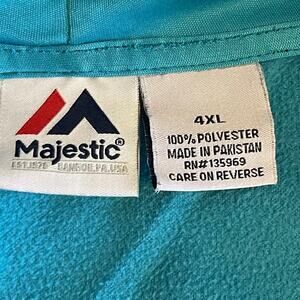 Majestic®
EST.1976 BANGOR,PA.USA
4XL
100% POLYESTER
MADE IN PAKISTAN
RN#135969
CARE ON REVERSE